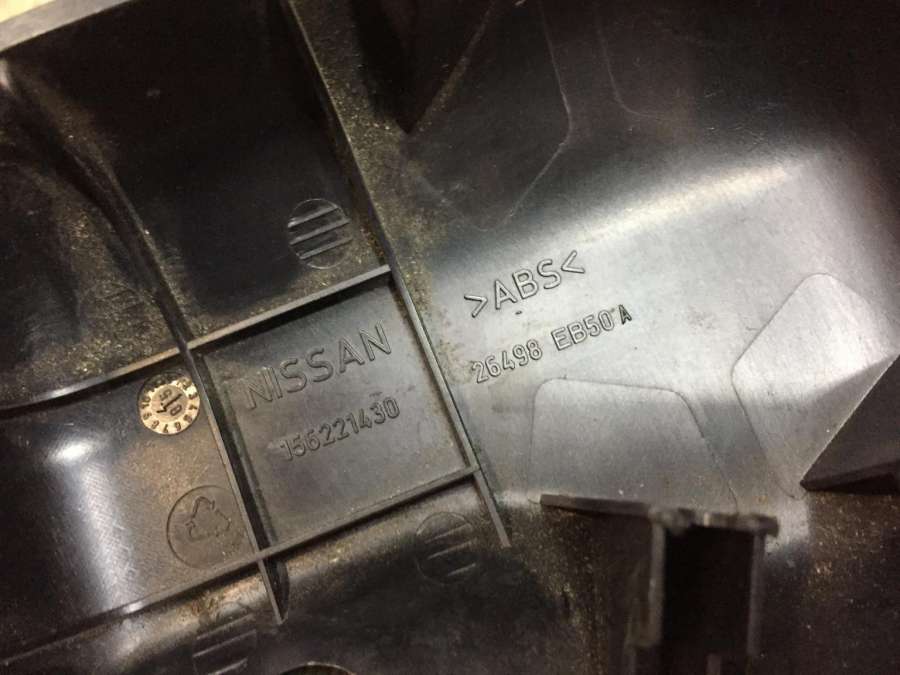 NISSAN
156221430
>ABS<
26498 EB50 A